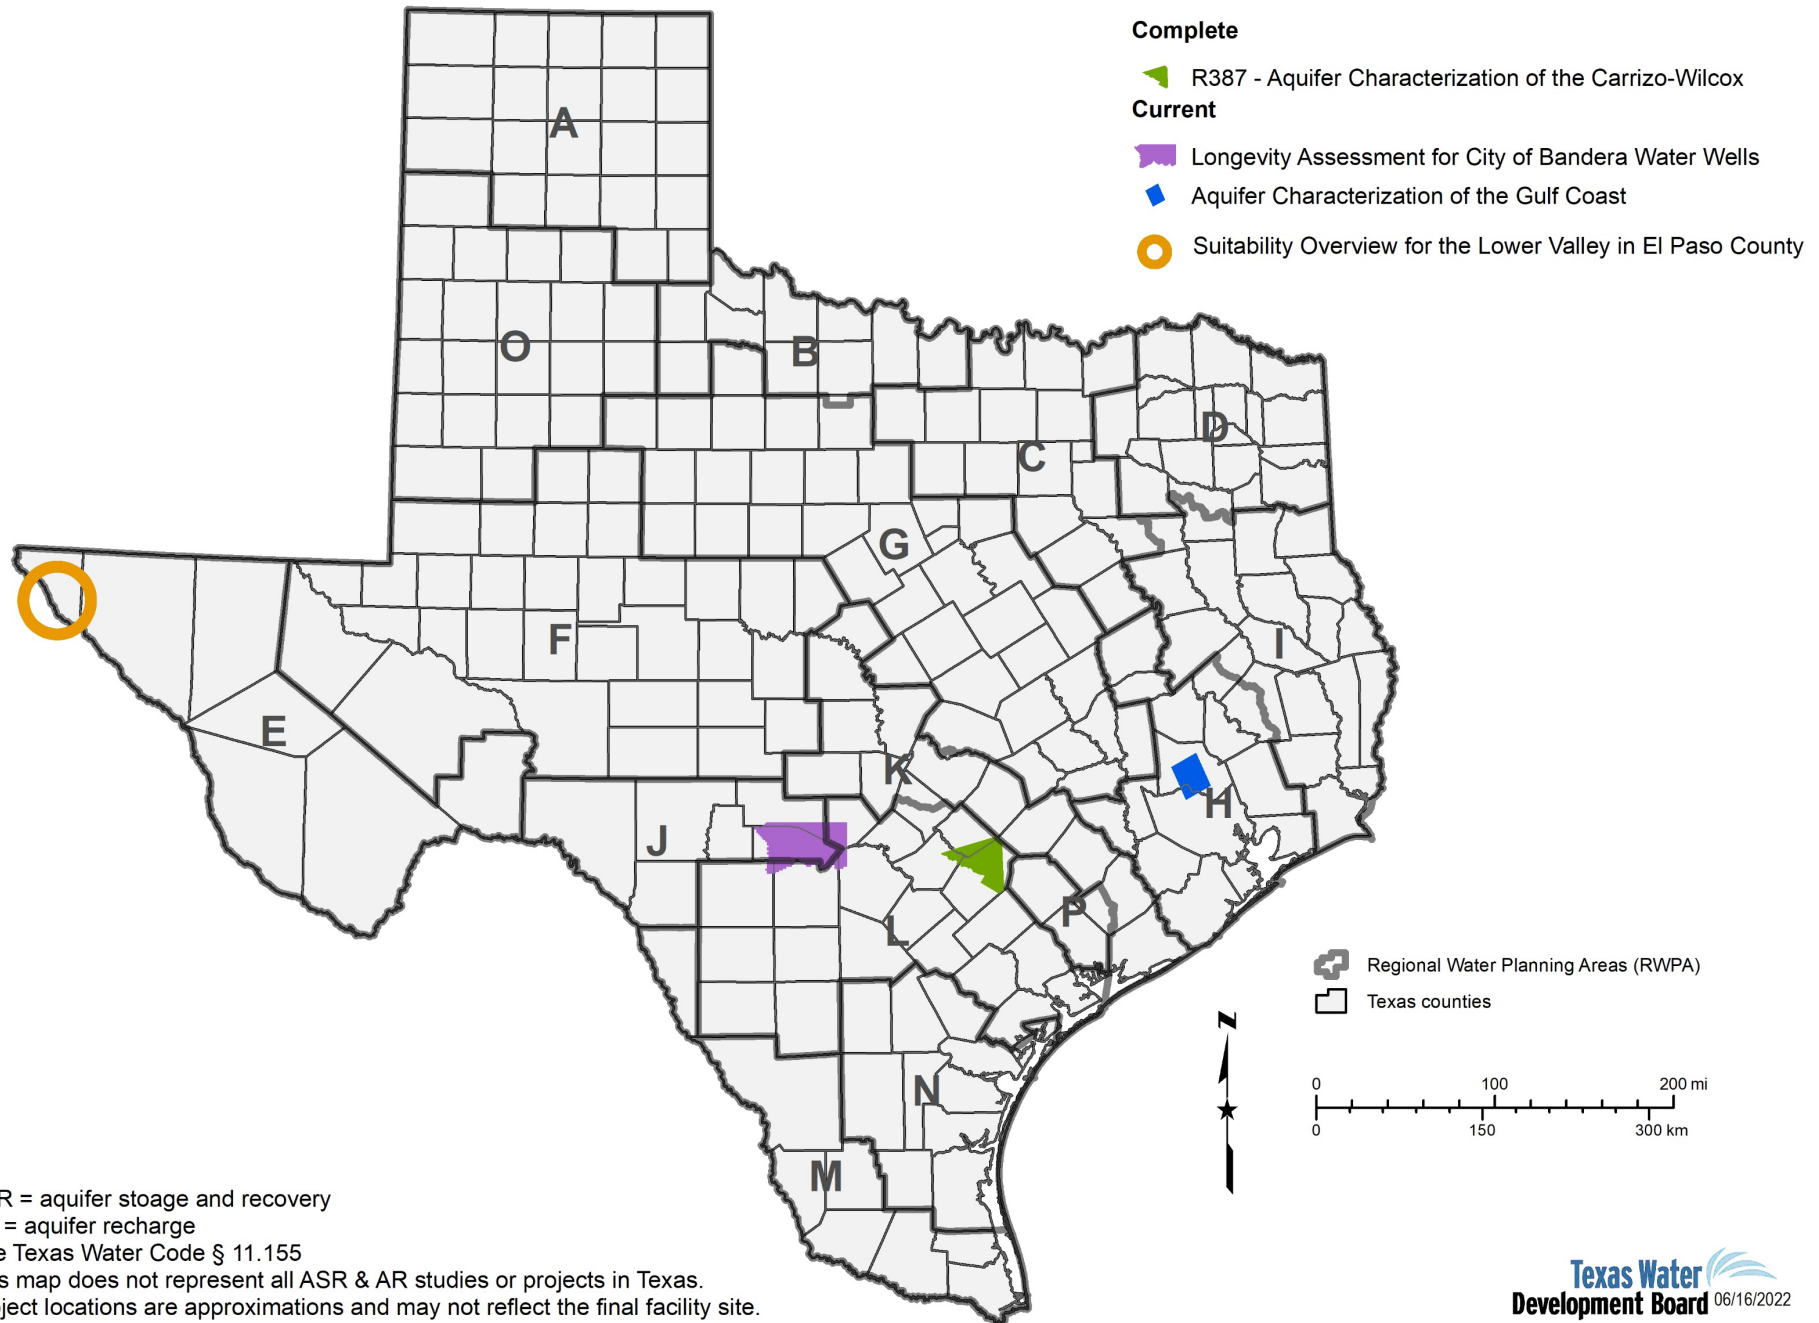 Complete
R387 - Aquifer Characterization of the Carrizo-Wilcox
Current
Longevity Assessment for City of Bandera Water Wells
Aquifer Characterization of the Gulf Coast
Suitability Overview for the Lower Valley in El Paso County
A
O
B
D
C
G
F
I
E
K
H
J
P
L
N
M
Regional Water Planning Areas (RWPA)
Texas counties
N
0 100 200 mi
0 150 300 km
R = aquifer stoage and recovery
= aquifer recharge
e Texas Water Code § 11.155
s map does not represent all ASR & AR studies or projects in Texas.
ject locations are approximations and may not reflect the final facility site.
Texas Water
Development Board 06/16/2022